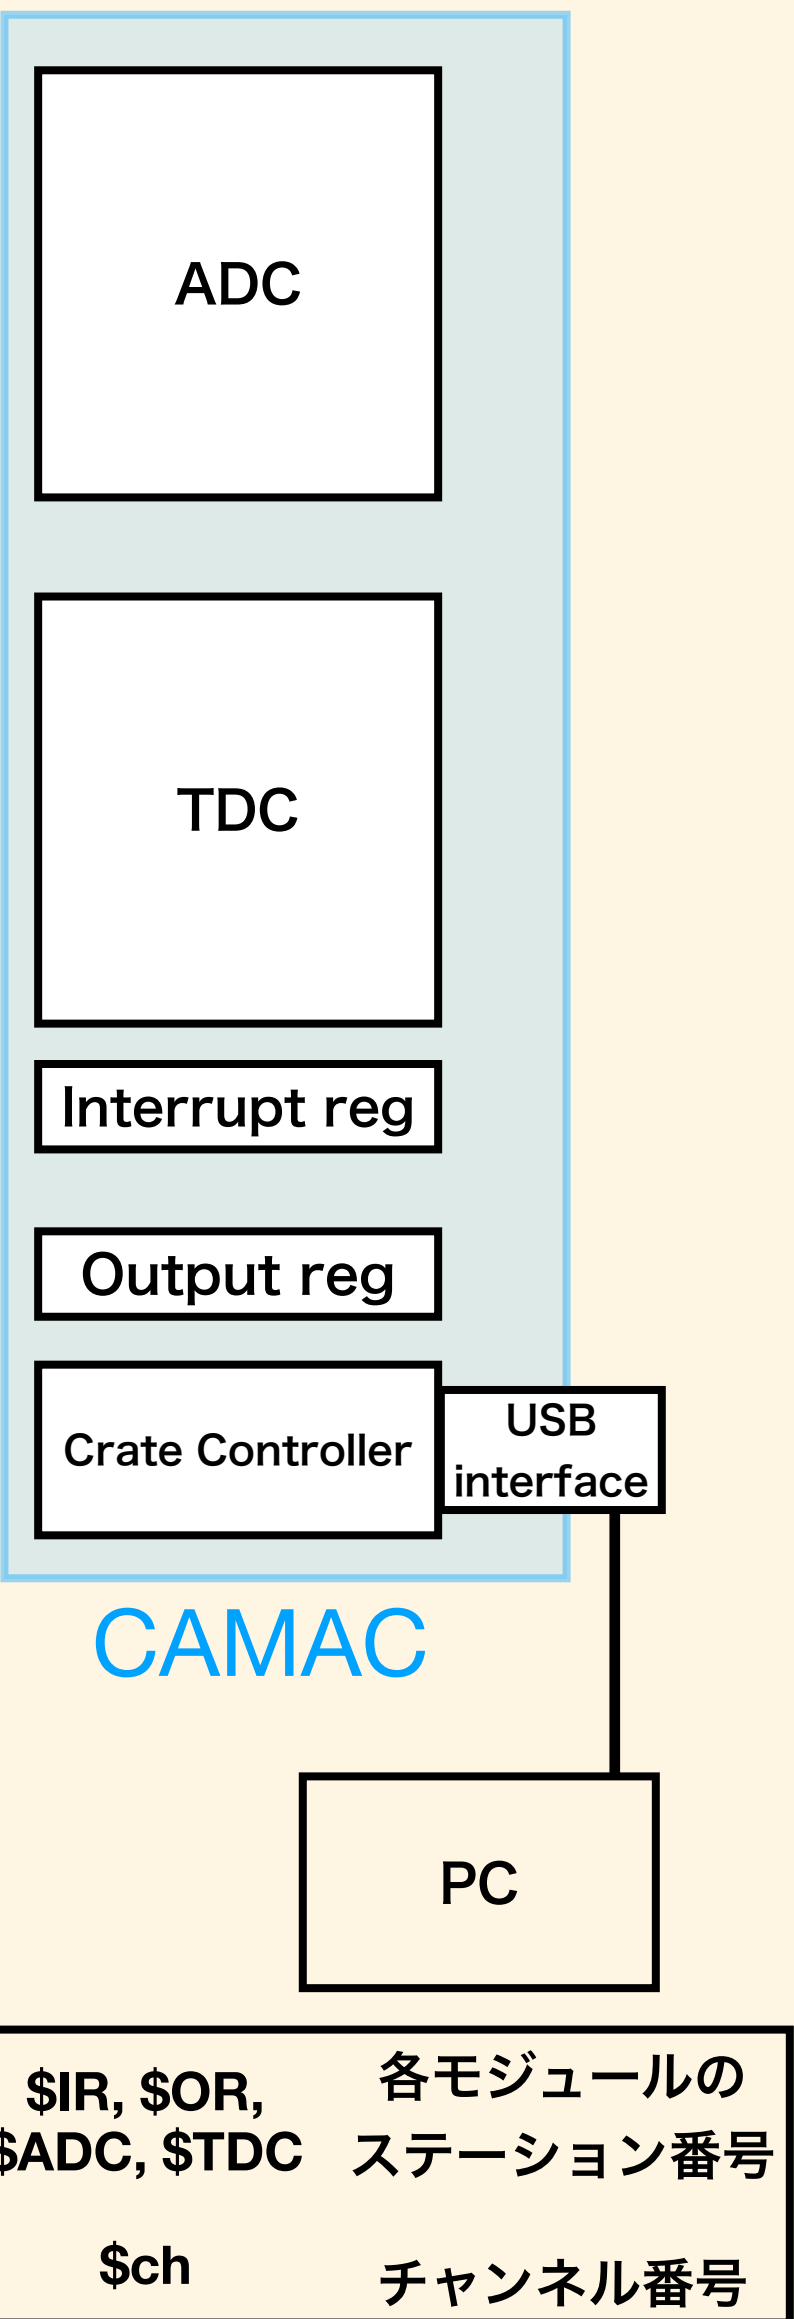 ADC
TDC
Interrupt reg
Output reg
Crate Controller
USB
interface
CAMAC
PC
$IR, $OR,
$ADC, $TDC
各モジュールの
ステーション番号
$ch
チャンネル番号